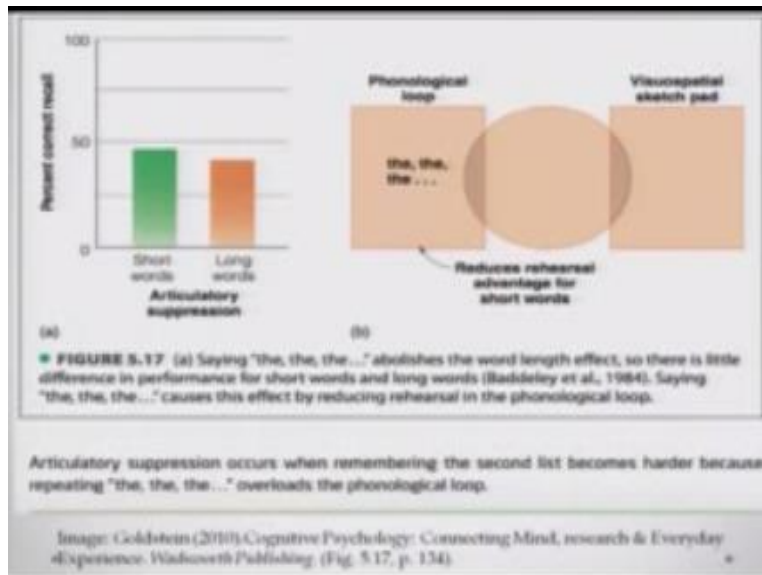 100
50
0
Percent correct recall
Short
words
Long
words
Articulatory
suppression
(a)
Phonological
loop
Visuospatial
sketch pad
the, the,
the . . .
Reduces rehearsal
advantage for
short words
(b)
FIGURE 5.17 (a) Saying "the, the, the…" abolishes the word length effect, so there is little
difference in performance for short words and long words (Baddeley et al., 1984). Saying
"the, the, the…" causes this effect by reducing rehearsal in the phonological loop.
Articulatory suppression occurs when remembering the second list becomes harder because
repeating "the, the, the…" overloads the phonological loop.
Image: Goldstein (2010).Cognitive Psychology: Connecting Mind, research & Everyday
Experience. Wadsworth Publishing. (Fig. 5.17, p. 134).